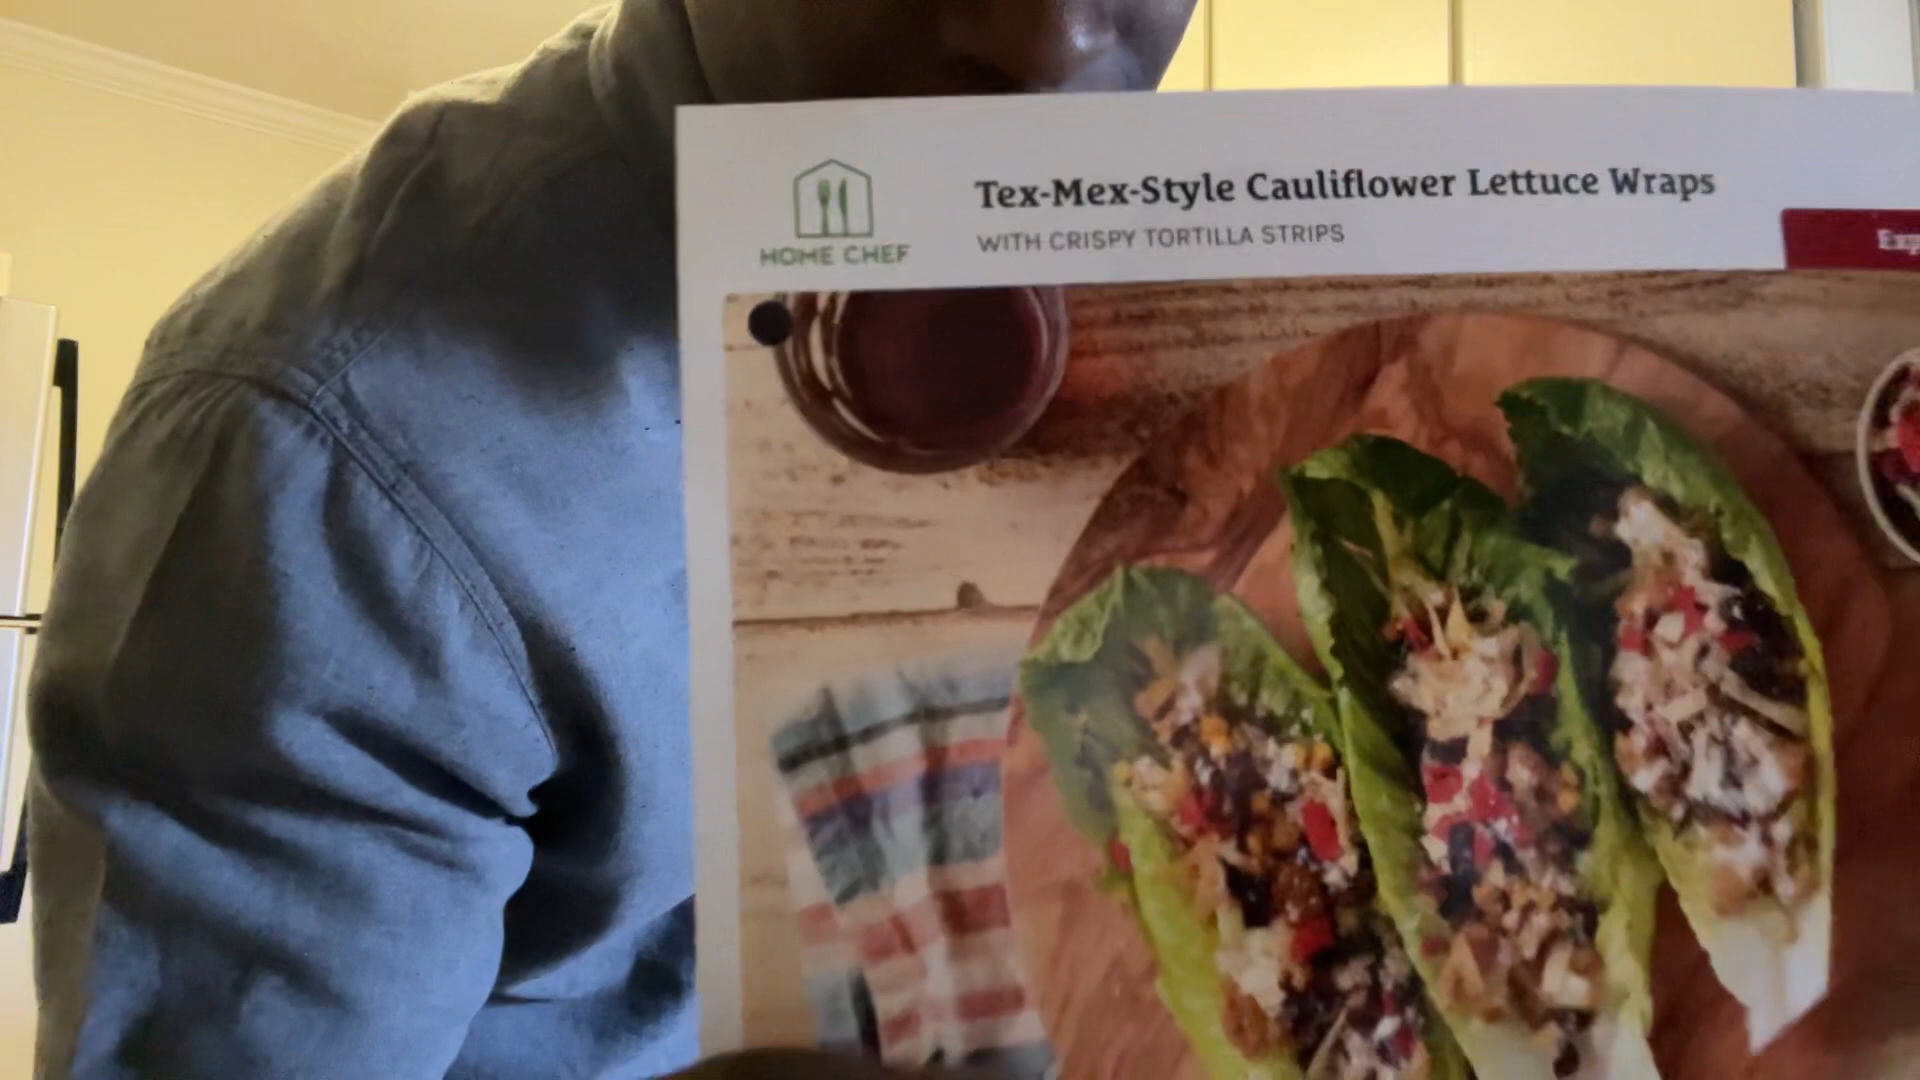 Tex-Mex-Style Cauliflower Lettuce Wraps
WITH CRISPY TORTILLA STRIPS
HOME CHEF